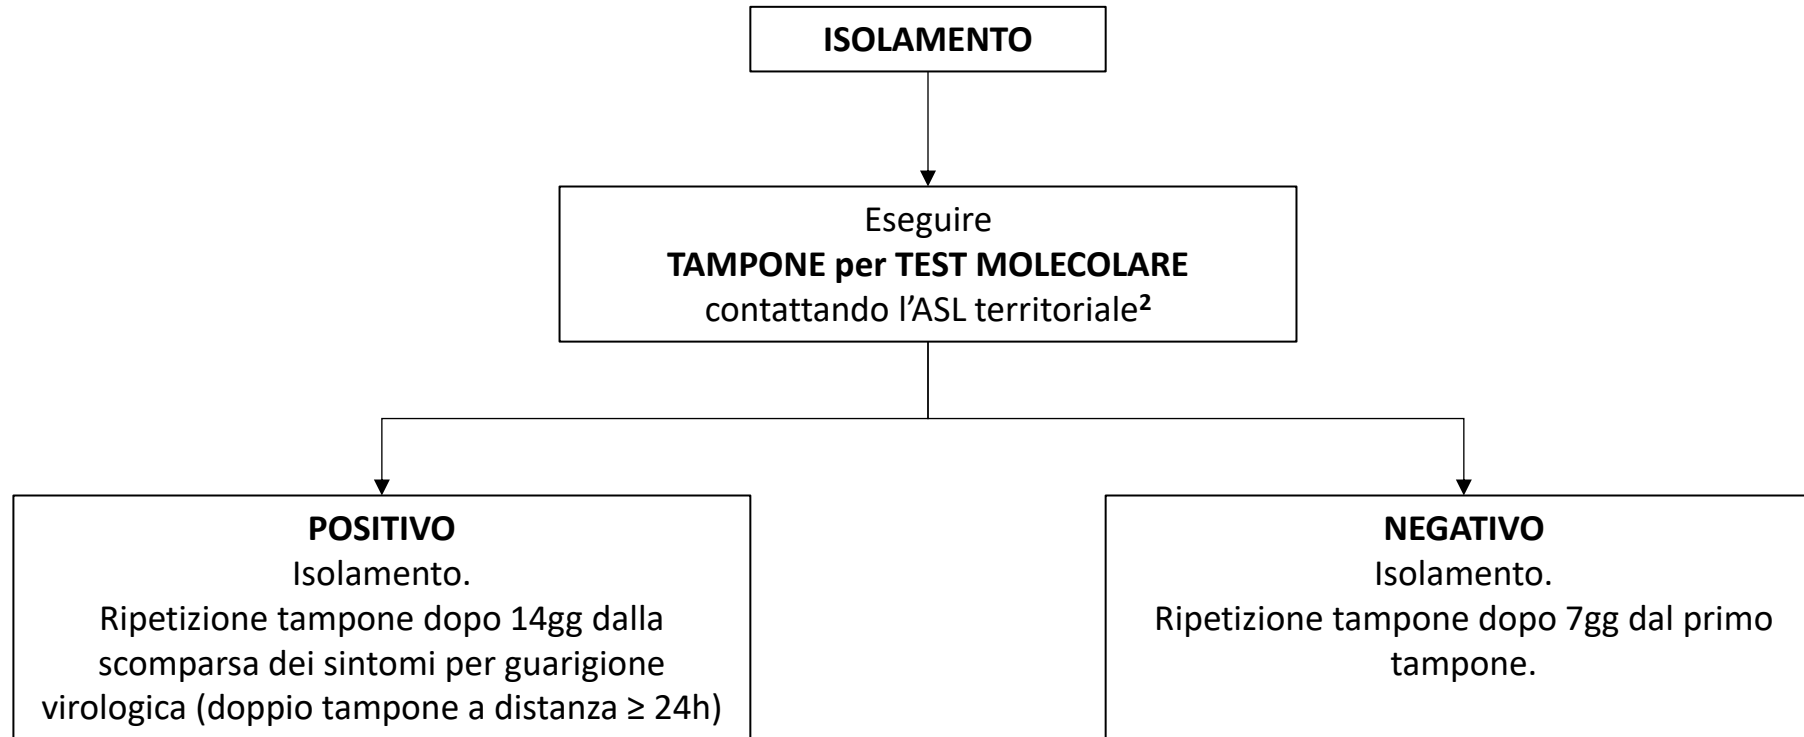 ISOLAMENTO
Eseguire
TAMPONE per TEST MOLECOLARE
contattando l’ASL territoriale²
POSITIVO
Isolamento.
Ripetizione tampone dopo 14gg dalla
scomparsa dei sintomi per guarigione
virologica (doppio tampone a distanza ≥ 24h)
NEGATIVO
Isolamento.
Ripetizione tampone dopo 7gg dal primo
tampone.